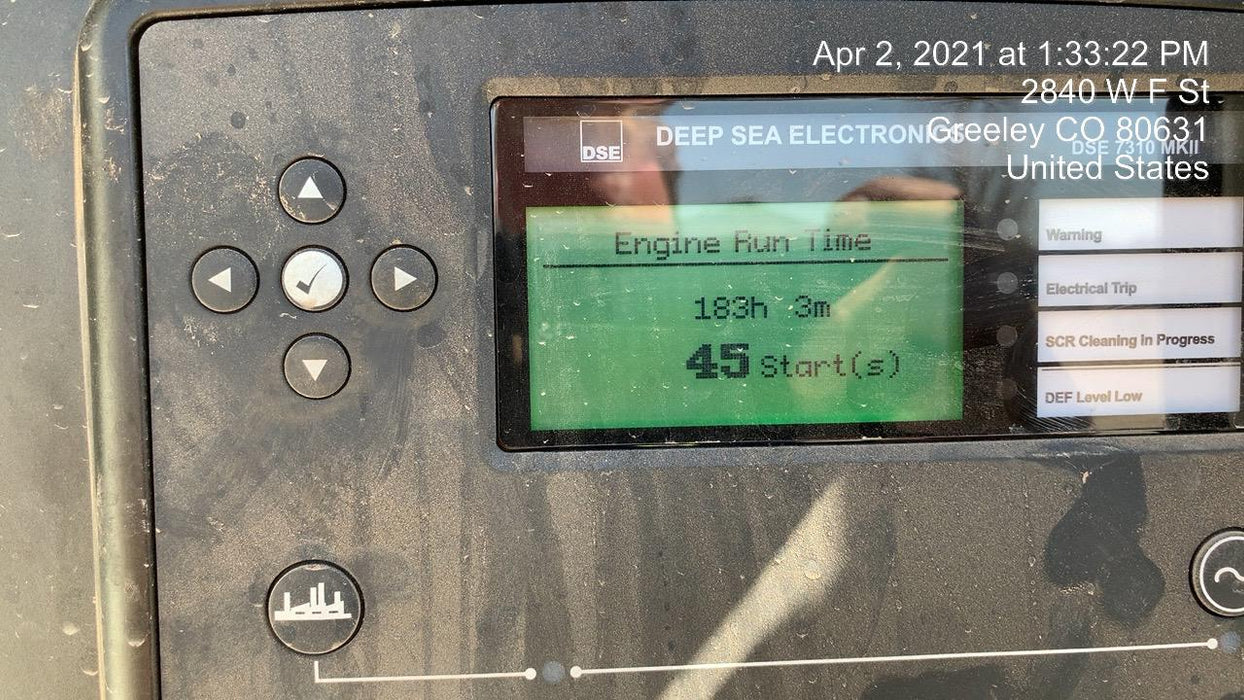 Apr 2, 2021 at 1:33:22 PM
2840 W F St
Greeley CO 80631
United States
DSE
DEEP SEA ELECTRONICS
DSE 7310 MKII
Engine Run Time
183h 3m
45 Start(s)
Warning
Electrical Trip
SCR Cleaning In Progress
DEF Level Low